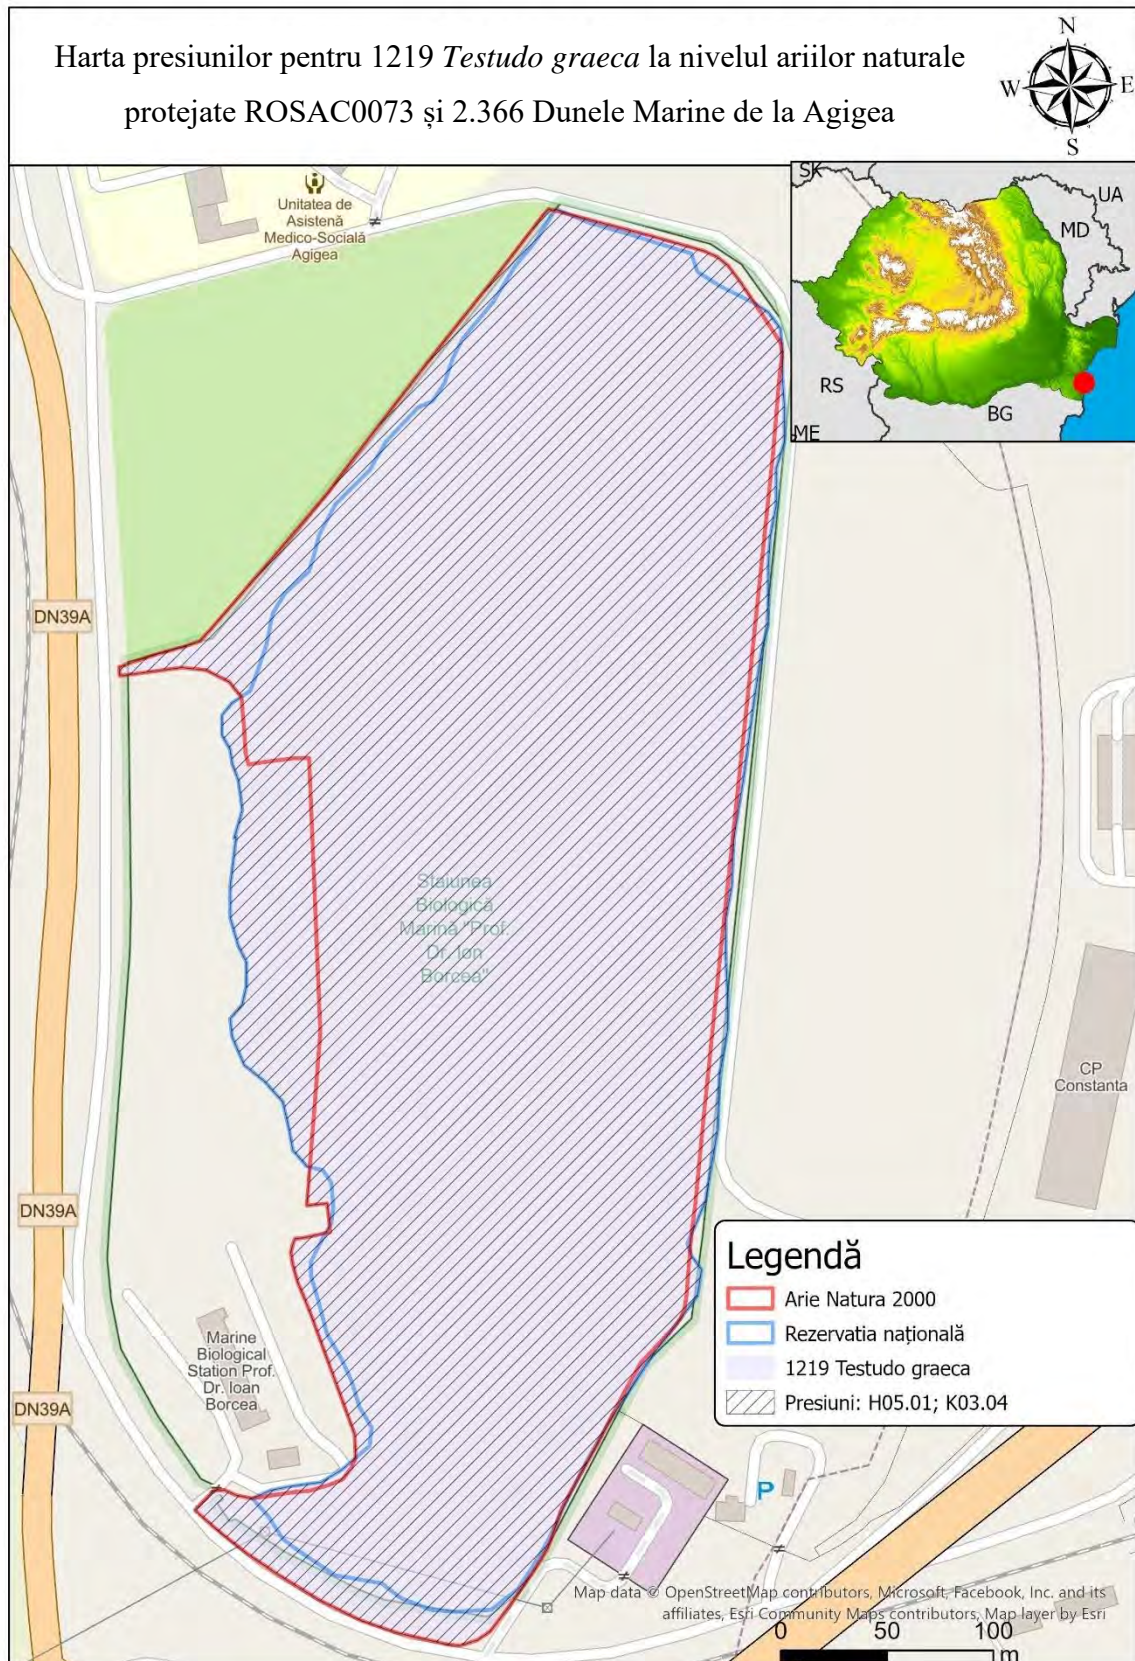 Harta presiunilor pentru 1219 Testudo graeca la nivelul ariilor naturale
protejate ROSAC0073 și 2.366 Dunele Marine de la Agigea
N
W
E
S
SK
UA
MD
RS
BG
ME
Unitatea de
Asistenă
Medico-Socială
Agigea
DN39A
Staiunea
Biologică
Marină "Prof.
Dr. Ion
Borcea"
CP
Constanta
DN39A
Marine
Biological
Station Prof.
Dr. Ioan
Borcea
DN39A
Legendă
Arie Natura 2000
Rezervatia națională
1219 Testudo graeca
Presiuni: H05.01; K03.04
P
Map data © OpenStreetMap contributors, Microsoft, Facebook, Inc. and its
affiliates, Esri Community Maps contributors, Map layer by Esri
0 50 100
m